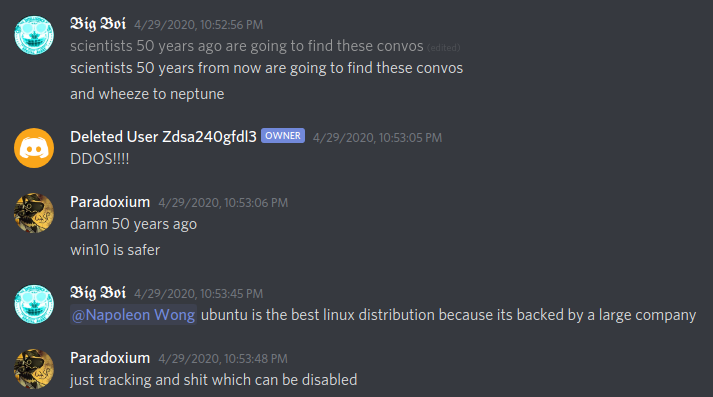 𝕭𝖎𝖌 𝕭𝖔𝖎 4/29/2020, 10:52:56 PM
scientists 50 years ago are going to find these convos (edited)
scientists 50 years from now are going to find these convos
and wheeze to neptune
Deleted User Zdsa240gfdl3 OWNER 4/29/2020, 10:53:05 PM
DDOS!!!!
Paradoxium 4/29/2020, 10:53:06 PM
damn 50 years ago
win10 is safer
𝕭𝖎𝖌 𝕭𝖔𝖎 4/29/2020, 10:53:45 PM
@Napoleon Wong ubuntu is the best linux distribution because its backed by a large company
Paradoxium 4/29/2020, 10:53:48 PM
just tracking and shit which can be disabled